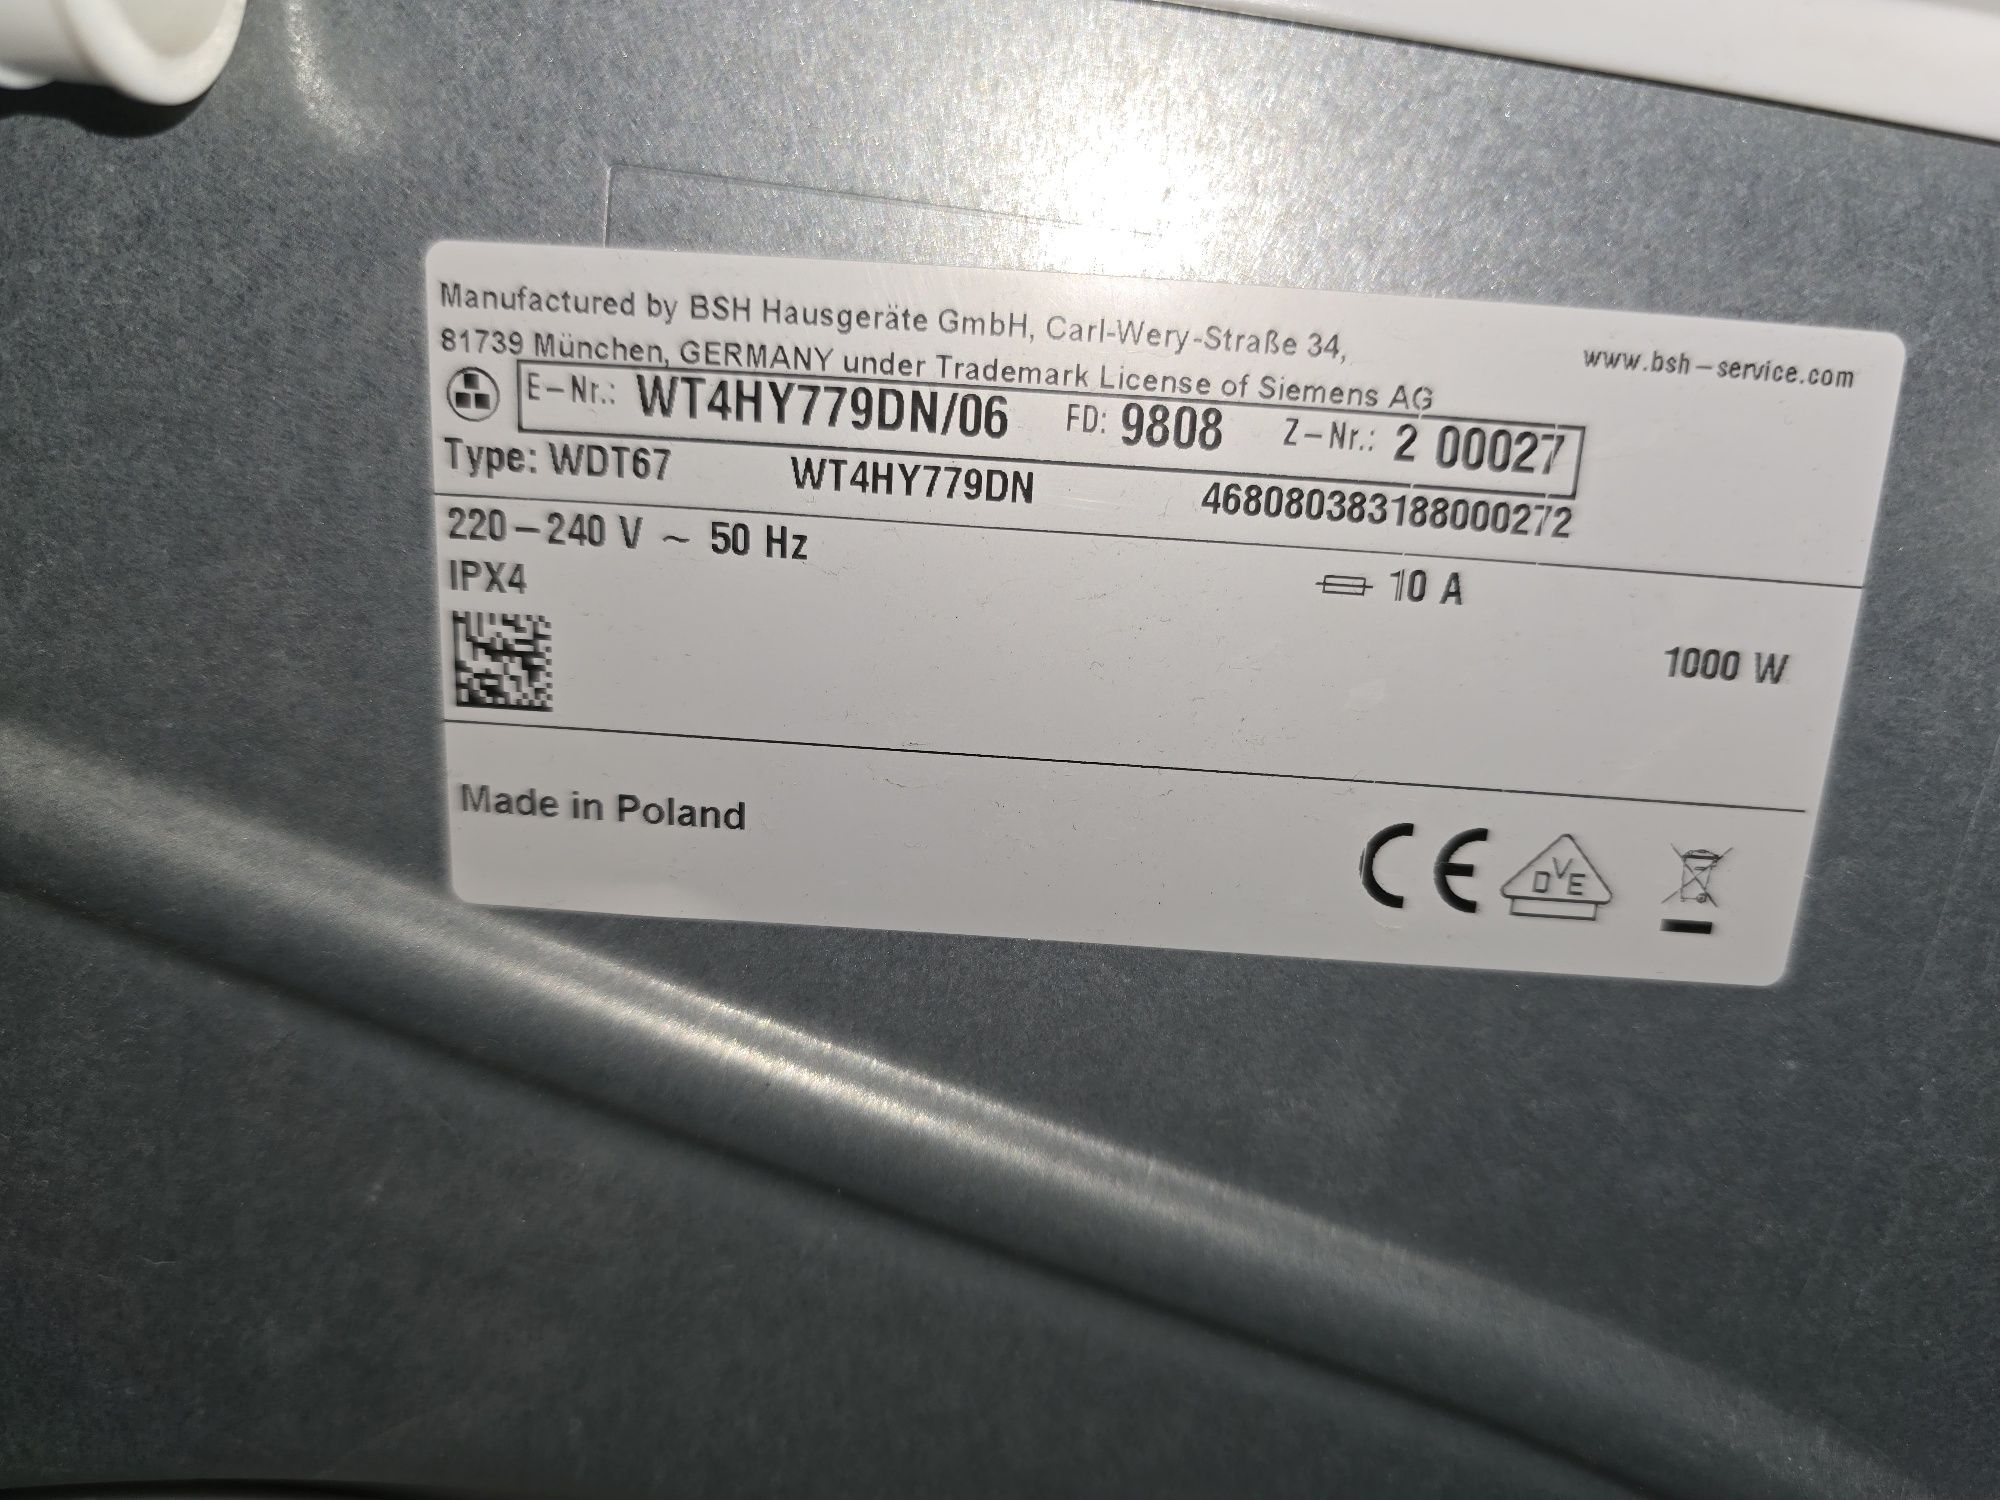 Manufactured by BSH Hausgeräte GmbH, Carl-Wery-Straße 34,
81739 München, GERMANY under Trademark License of Siemens AG
www.bsh-service.com
E-Nr.: WT4HY779DN/06 FD: 9808 Z-Nr.: 2 00027
Type: WDT67 WT4HY779DN 468080383188000272
220-240 V ~ 50 Hz
10 A
IPX4
1000 W
Made in Poland
CE
DVE